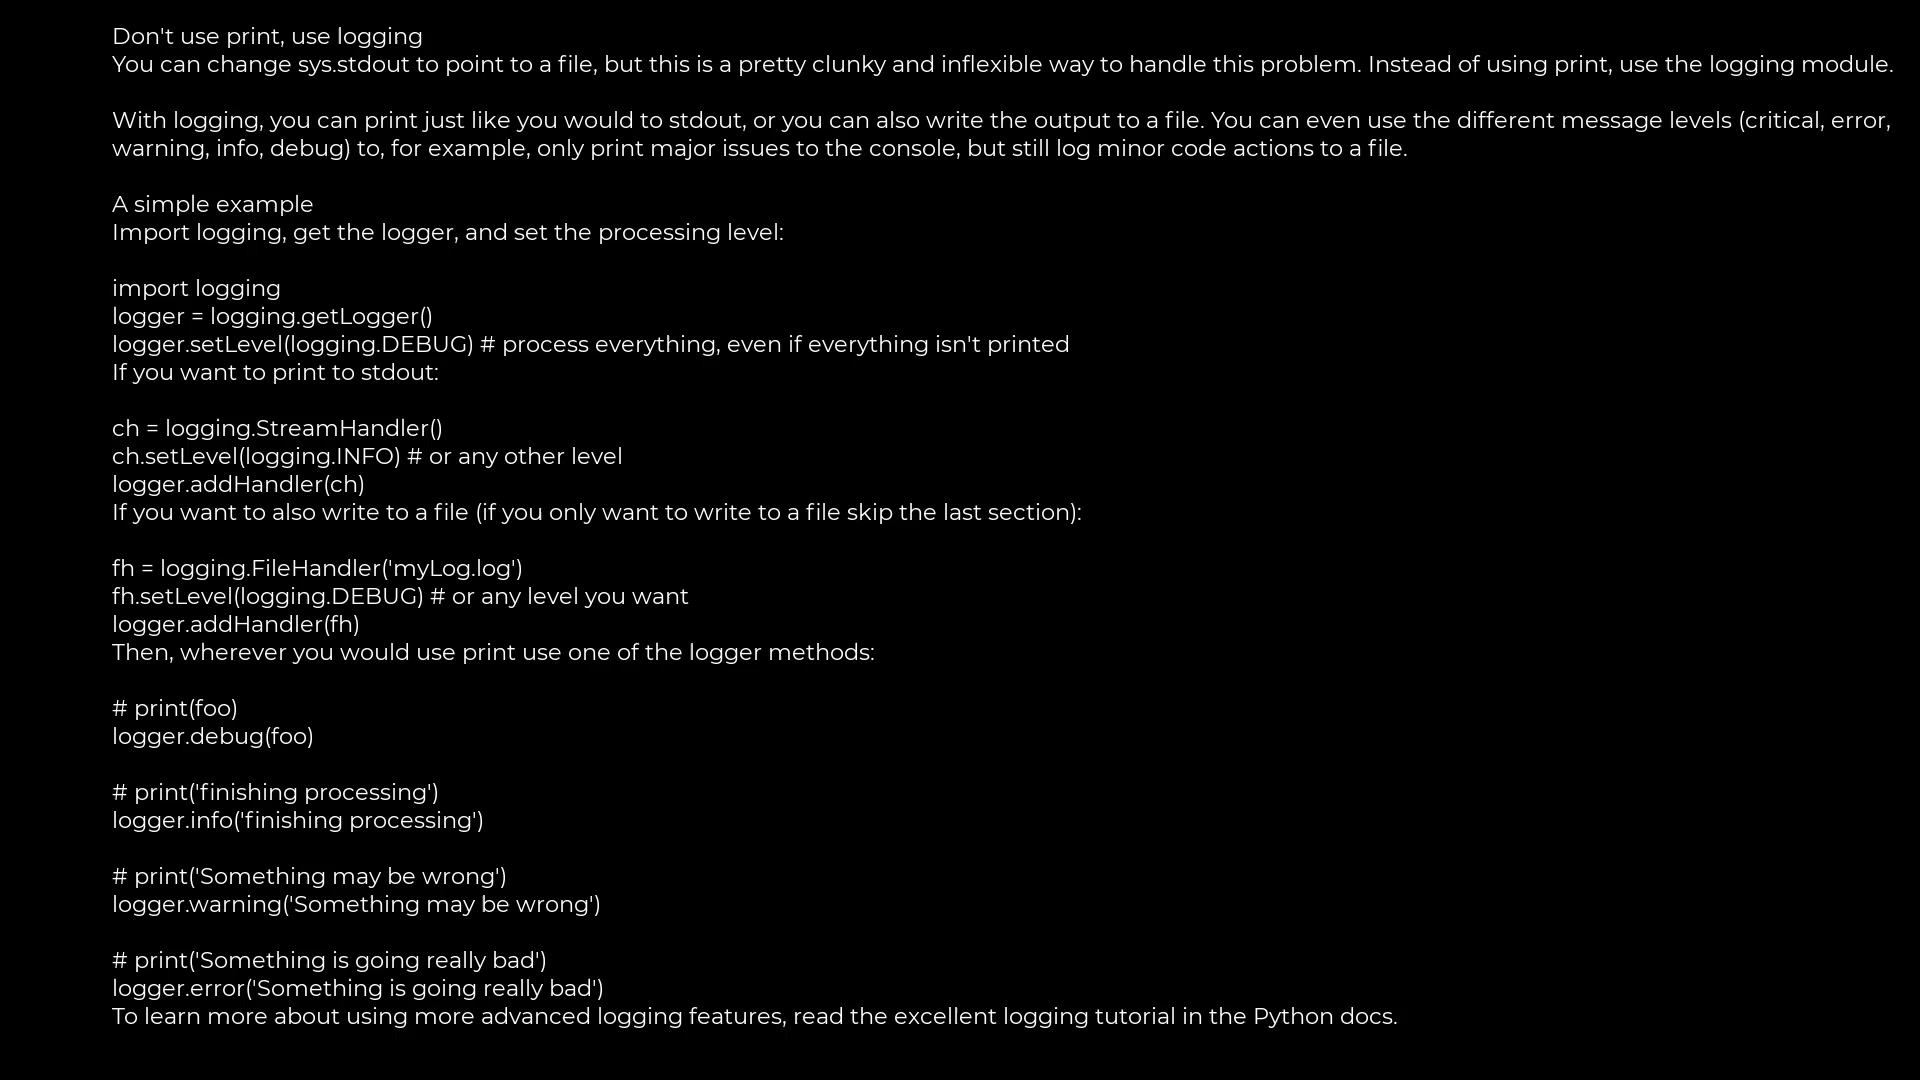 Don't use print, use logging
You can change sys.stdout to point to a file, but this is a pretty clunky and inflexible way to handle this problem. Instead of using print, use the logging module.
With logging, you can print just like you would to stdout, or you can also write the output to a file. You can even use the different message levels (critical, error,
warning, info, debug) to, for example, only print major issues to the console, but still log minor code actions to a file.
A simple example
Import logging, get the logger, and set the processing level:
import logging
logger = logging.getLogger()
logger.setLevel(logging.DEBUG) # process everything, even if everything isn't printed
If you want to print to stdout:
ch = logging.StreamHandler()
ch.setLevel(logging.INFO) # or any other level
logger.addHandler(ch)
If you want to also write to a file (if you only want to write to a file skip the last section):
fh = logging.FileHandler('myLog.log')
fh.setLevel(logging.DEBUG) # or any level you want
logger.addHandler(fh)
Then, wherever you would use print use one of the logger methods:
# print(foo)
logger.debug(foo)
# print('finishing processing')
logger.info('finishing processing')
# print('Something may be wrong')
logger.warning('Something may be wrong')
# print('Something is going really bad')
logger.error('Something is going really bad')
To learn more about using more advanced logging features, read the excellent logging tutorial in the Python docs.